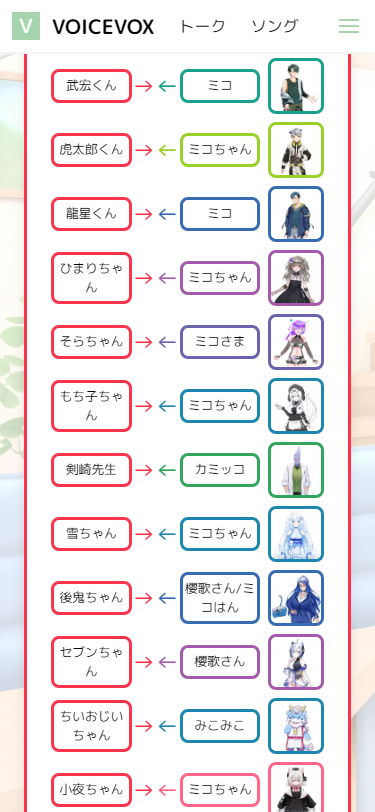 V VOICEVOX トーク ソング
武宏くん → ← ミコ
虎太郎くん → ← ミコちゃん
龍星くん → ← ミコ
ひまりちゃ
ん → ← ミコちゃん
そらちゃん → ← ミコさま
もち子ちゃ
ん → ← ミコちゃん
剣崎先生 → ← カミッコ
雪ちゃん → ← ミコちゃん
後鬼ちゃん → ← 櫻歌さん/ミ
コはん
セブンちゃ
ん → ← 櫻歌さん
ちいおじい
ちゃん → ← みこみこ
小夜ちゃん → ← ミコちゃん